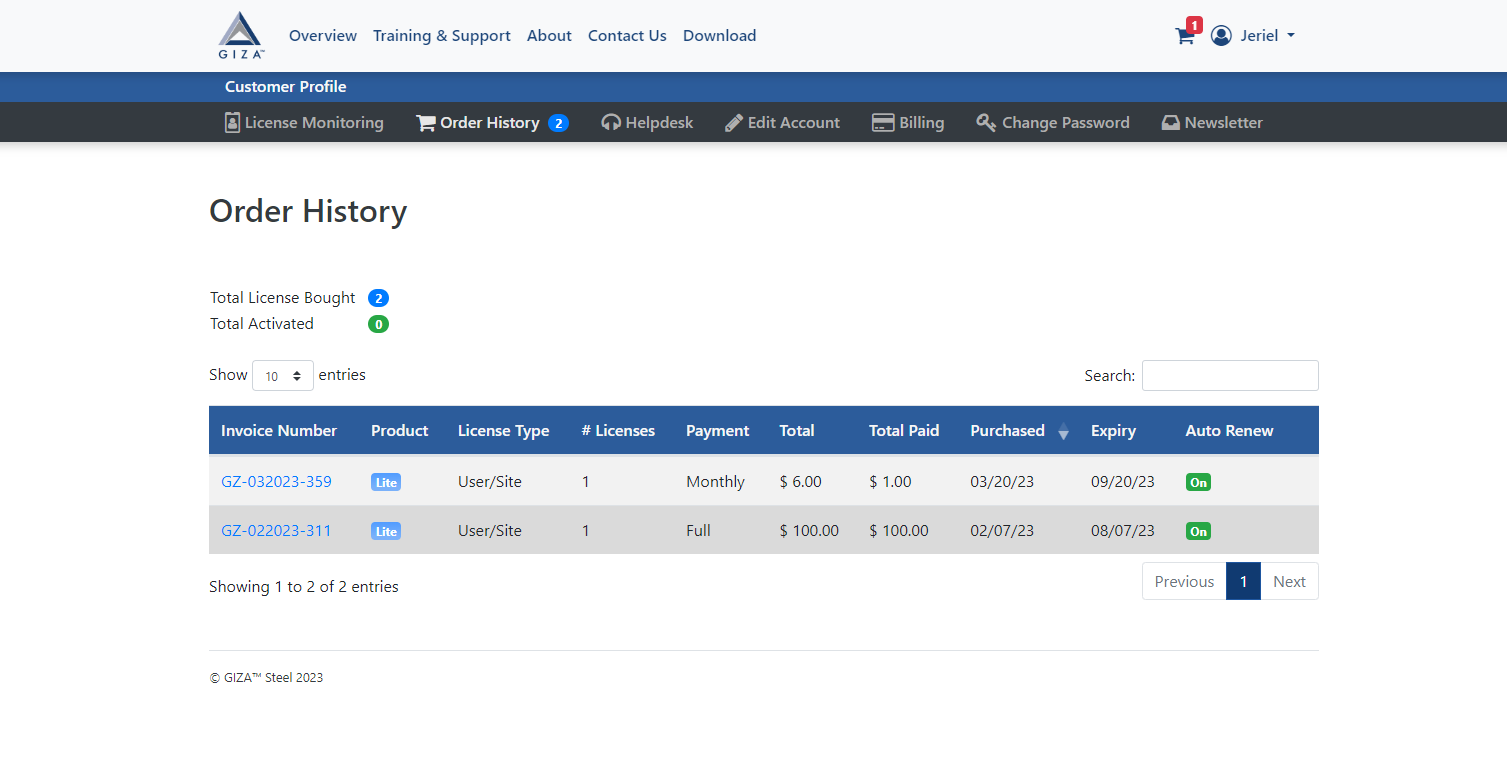 GIZA™ Overview Training & Support About Contact Us Download 1 Jeriel
Customer Profile
License Monitoring Order History 2 Helpdesk Edit Account Billing Change Password Newsletter
Order History
Total License Bought 2
Total Activated 0
Show 10 entries Search:
Invoice Number Product License Type # Licenses Payment Total Total Paid Purchased Expiry Auto Renew
GZ-032023-359 Lite User/Site 1 Monthly $ 6.00 $ 1.00 03/20/23 09/20/23 On
GZ-022023-311 Lite User/Site 1 Full $ 100.00 $ 100.00 02/07/23 08/07/23 On
Showing 1 to 2 of 2 entries Previous 1 Next
© GIZA™ Steel 2023